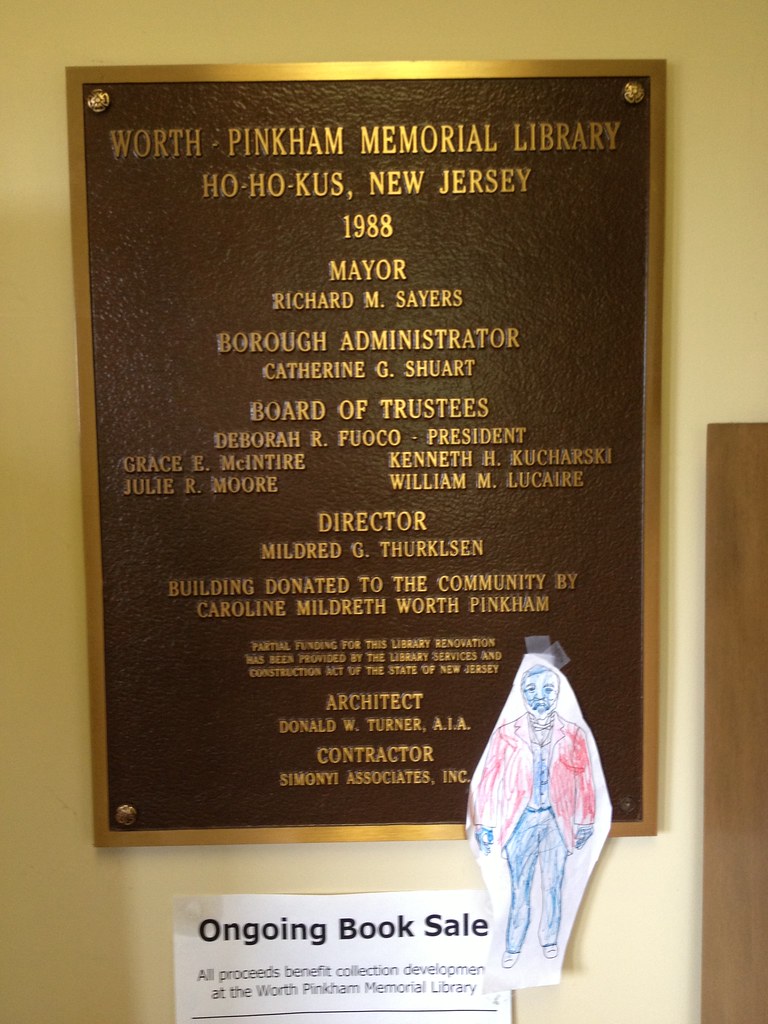 WORTH - PINKHAM MEMORIAL LIBRARY
HO-HO-KUS, NEW JERSEY
1988
MAYOR
RICHARD M. SAYERS
BOROUGH ADMINISTRATOR
CATHERINE G. SHUART
BOARD OF TRUSTEES
DEBORAH R. FUOCO - PRESIDENT
GRACE E. McINTIRE KENNETH H. KUCHARSKI
JULIE R. MOORE WILLIAM M. LUCAIRE
DIRECTOR
MILDRED G. THURKLSEN
BUILDING DONATED TO THE COMMUNITY BY
CAROLINE MILDRETH WORTH PINKHAM
PARTIAL FUNDING FOR THIS LIBRARY RENOVATION
HAS BEEN PROVIDED BY THE LIBRARY SERVICES AND
CONSTRUCTION ACT OF THE STATE OF NEW JERSEY
ARCHITECT
DONALD W. TURNER, A.I.A.
CONTRACTOR
SIMONYI ASSOCIATES, INC.
Ongoing Book Sale
All proceeds benefit collection developmen
at the Worth Pinkham Memorial Library